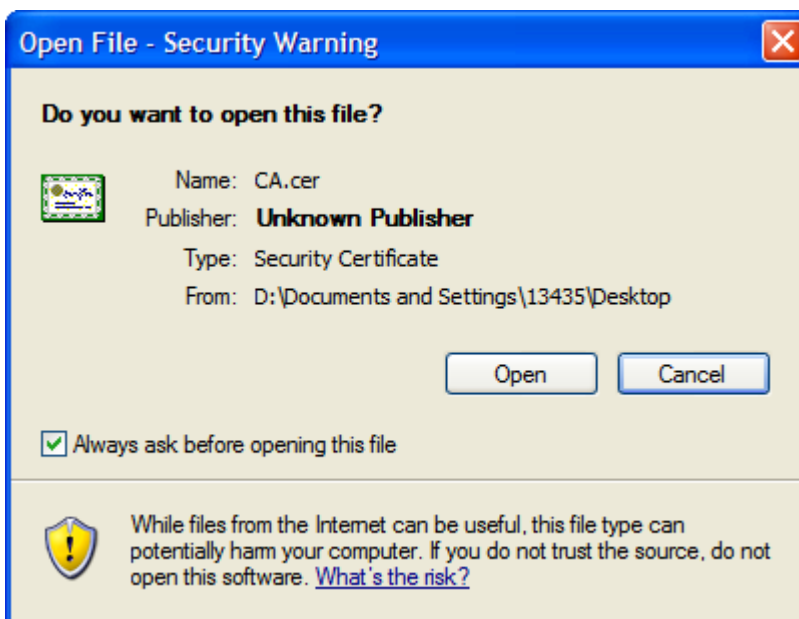 Open File - Security Warning
Do you want to open this file?
Name: CA.cer
Publisher: Unknown Publisher
Type: Security Certificate
From: D:\Documents and Settings\13435\Desktop
Open Cancel
Always ask before opening this file
While files from the Internet can be useful, this file type can
potentially harm your computer. If you do not trust the source, do not
open this software. What's the risk?